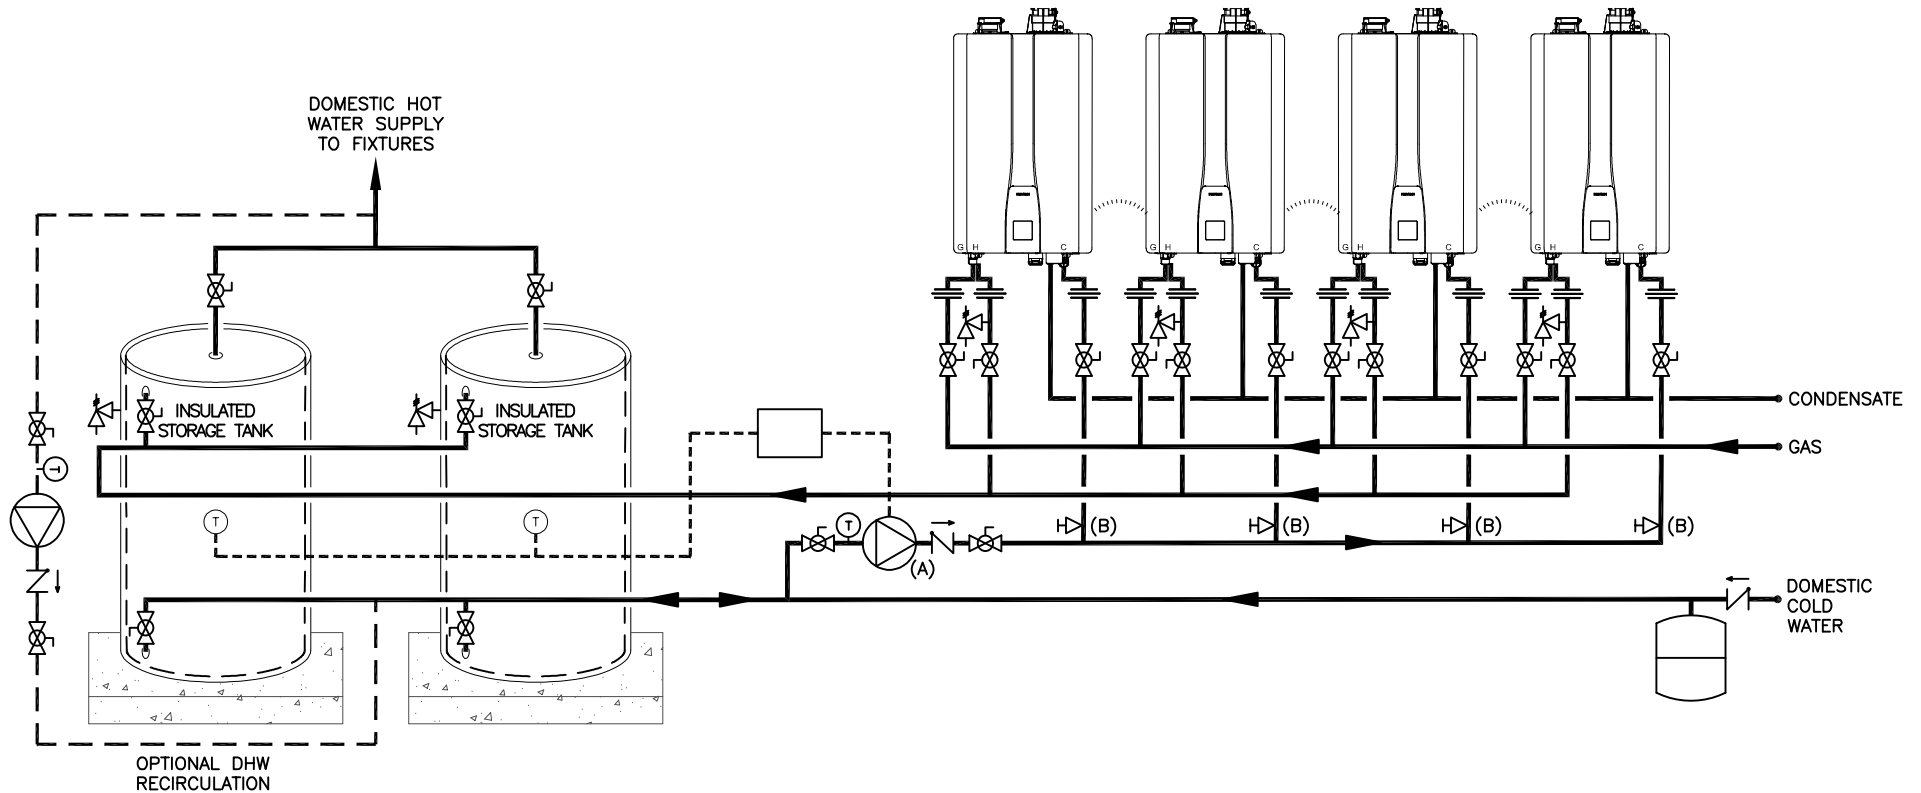 DOMESTIC HOT
WATER SUPPLY
TO FIXTURES
G H C
G H C
G H C
G H C
INSULATED
STORAGE TANK
INSULATED
STORAGE TANK
CONDENSATE
GAS
T
T
T
T
(A)
(B)
(B)
(B)
(B)
DOMESTIC
COLD
WATER
OPTIONAL DHW
RECIRCULATION